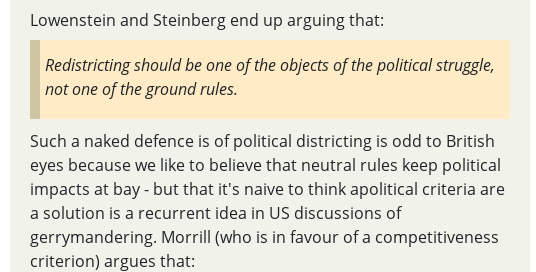 Lowenstein and Steinberg end up arguing that:
Redistricting should be one of the objects of the political struggle,
not one of the ground rules.
Such a naked defence is of political districting is odd to British
eyes because we like to believe that neutral rules keep political
impacts at bay - but that it's naive to think apolitical criteria are
a solution is a recurrent idea in US discussions of
gerrymandering. Morrill (who is in favour of a competitiveness
criterion) argues that: